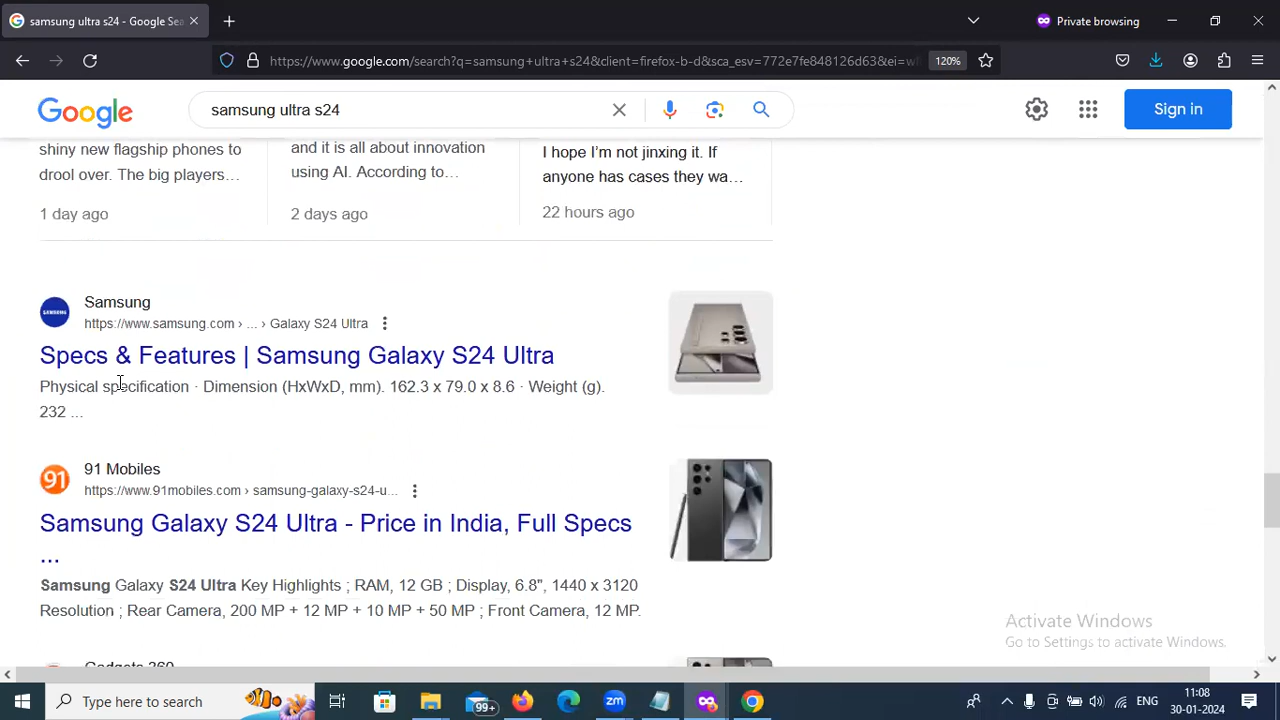 samsung ultra s24 - Google Sea
Private browsing
https://www.google.com/search?q=samsung+ultra+s24&client=firefox-b-d&sca_esv=772e7fe848126d63&ei=wl
120%
Google
samsung ultra s24
Sign in
shiny new flagship phones to
drool over. The big players...
1 day ago
and it is all about innovation
using AI. According to...
2 days ago
I hope I'm not jinxing it. If
anyone has cases they wa...
22 hours ago
SAMSUNG
Samsung
https://www.samsung.com › ... › Galaxy S24 Ultra
Specs & Features | Samsung Galaxy S24 Ultra
Physical specification · Dimension (HxWxD, mm). 162.3 x 79.0 x 8.6 · Weight (g).
232 ...
91
91 Mobiles
https://www.91mobiles.com › samsung-galaxy-s24-u...
Samsung Galaxy S24 Ultra - Price in India, Full Specs
...
Samsung Galaxy S24 Ultra Key Highlights ; RAM, 12 GB ; Display, 6.8", 1440 x 3120
Resolution ; Rear Camera, 200 MP + 12 MP + 10 MP + 50 MP ; Front Camera, 12 MP.
Gadgets 360
Activate Windows
Go to Settings to activate Windows.
Type here to search
99+
zm
ENG
11:08
30-01-2024